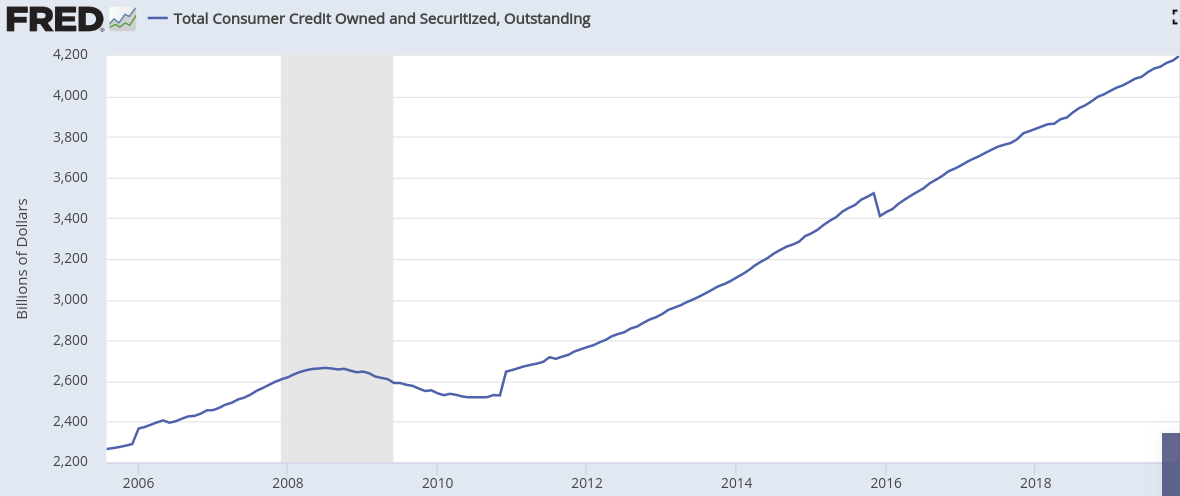 FRED
Total Consumer Credit Owned and Securitized, Outstanding
4,200
4,000
3,800
3,600
3,400
3,200
3,000
2,800
2,600
2,400
2,200
Billions of Dollars
2006 2008 2010 2012 2014 2016 2018